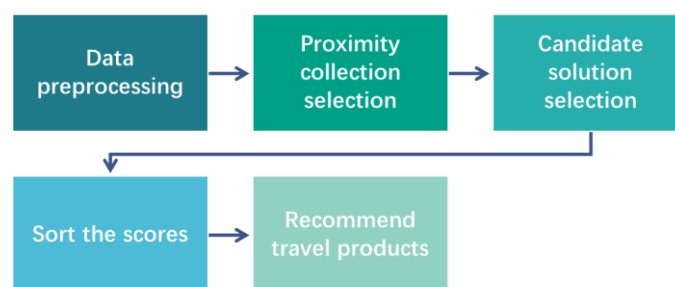 Data
preprocessing
Proximity
collection
selection
Candidate
solution
selection
Sort the scores
Recommend
travel products